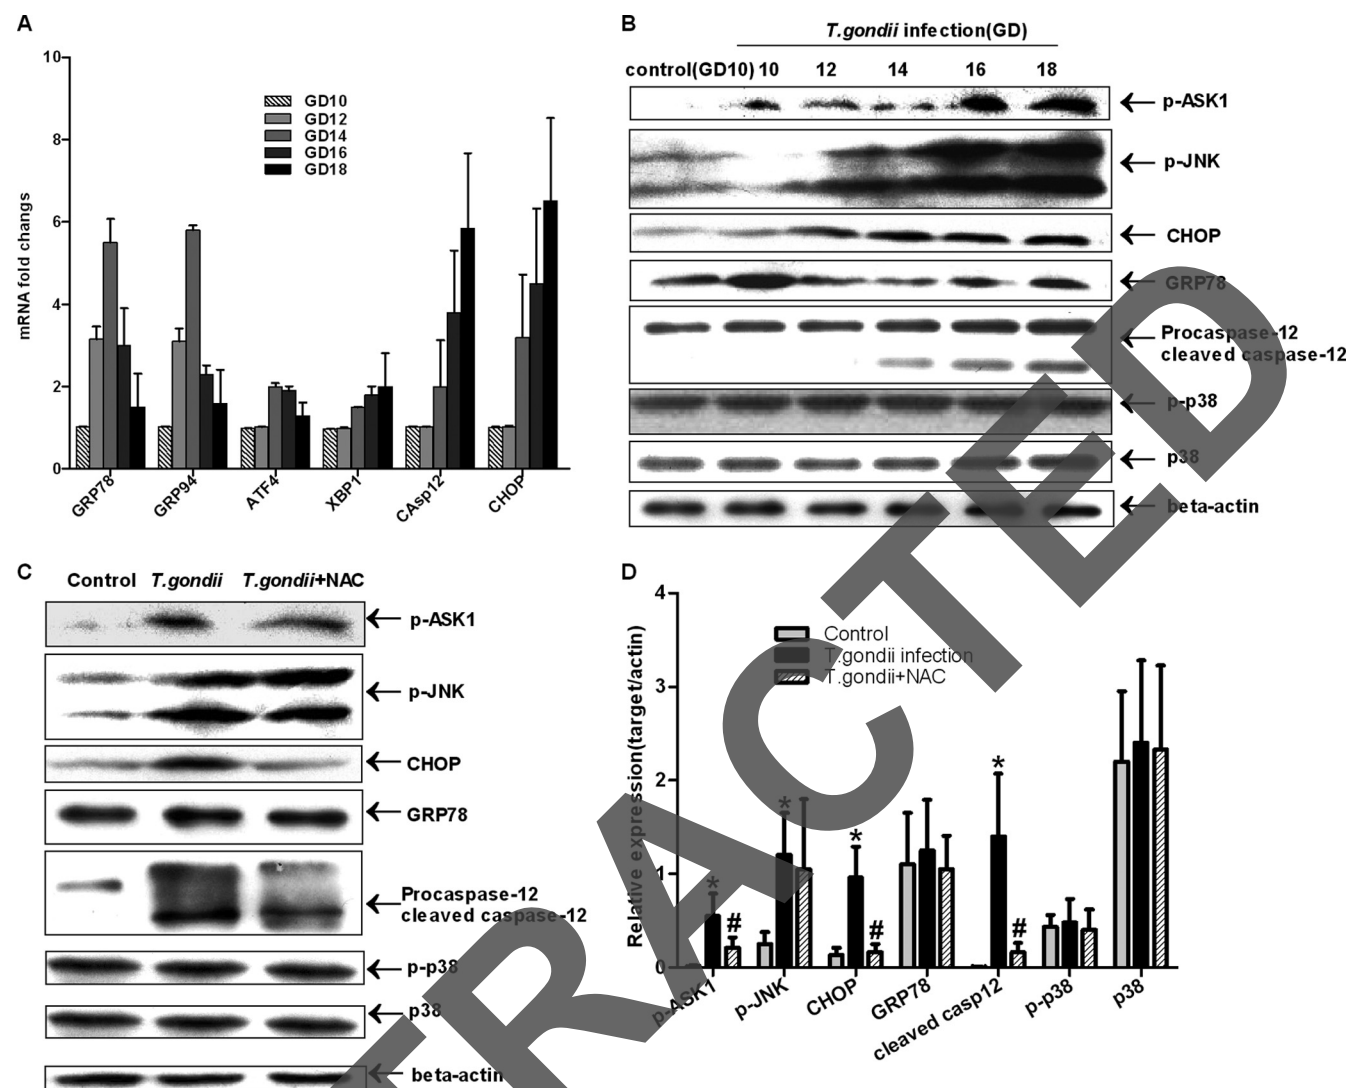 A
10
8
6
4
2
0
mRNA fold changes
GD10
GD12
GD14
GD16
GD18
GRP78
GRP94
ATF4
XBP1
CAsp12
CHOP
B
T.gondii infection(GD)
control(GD10) 10 12 14 16 18
p-ASK1
p-JNK
CHOP
GRP78
Procaspase-12
cleaved caspase-12
p-p38
p38
beta-actin
C
Control T.gondii T.gondii+NAC
p-ASK1
p-JNK
CHOP
GRP78
Procaspase-12
cleaved caspase-12
p-p38
p38
beta-actin
D
4
3
2
1
0
Relative expression(target/actin)
Control
T.gondii infection
T.gondii+NAC
*
*
*
*
#
#
#
p-ASK1
p-JNK
CHOP
GRP78
cleaved casp12
p-p38
p38
TRACTED